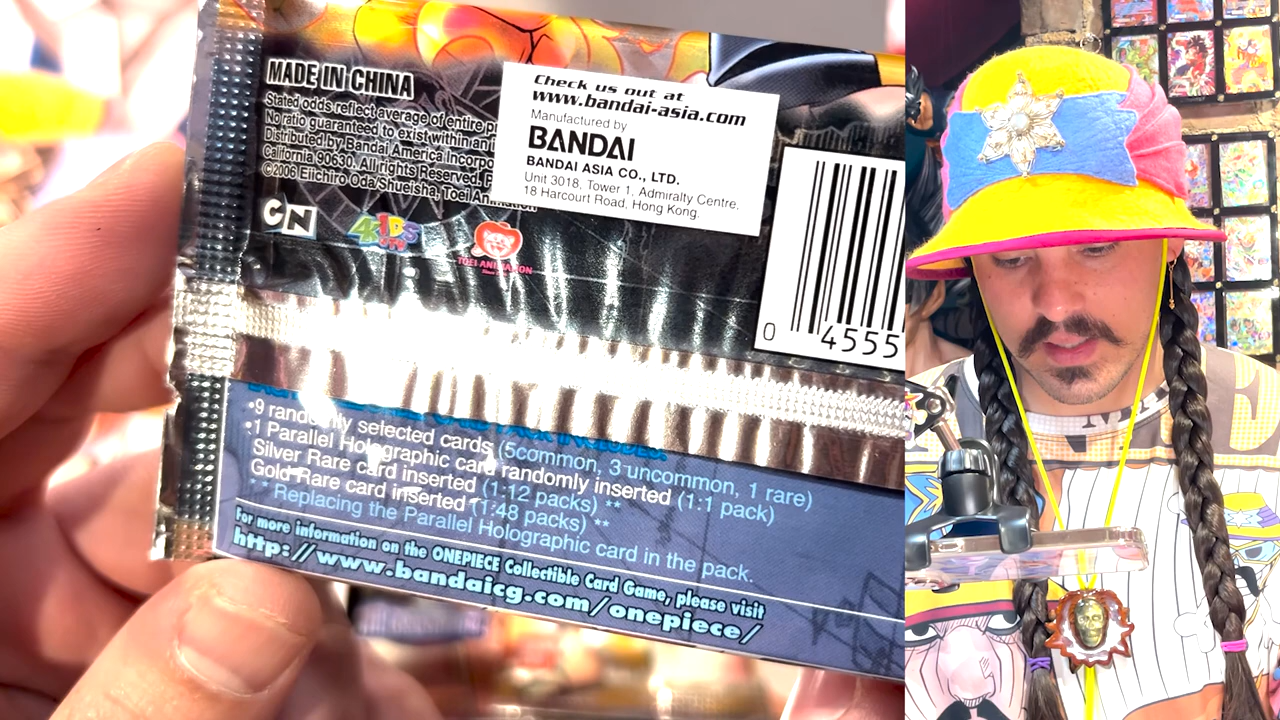 MADE IN CHINA
Stated odds reflect average of entire
No ratio guaranteed to exist within an
Distributed by Bandai America
California 90630. All rights Reserved.
©2006 Eiichiro Oda/Shueisha, Toei Animation
CN
4KIDS
TOEI ANIMATION
Check us out at
www.bandai-asia.com
Manufactured by
BANDAI
BANDAI ASIA CO., LTD.
Unit 3018, Tower 1, Admiralty Centre.
18 Harcourt Road, Hong Kong.
0 4555
•9 randomly selected cards (5common, 3 uncommon, 1 rare)
•1 Parallel Holographic card randomly inserted (1:1 pack)
Silver Rare card inserted (1:12 packs) **
Gold Rare card inserted (1:48 packs) **
** Replacing the Parallel Holographic card in the pack.
For more information on the ONEPIECE Collectible Card Game, please visit
http://www.bandaicg.com/onepiece/